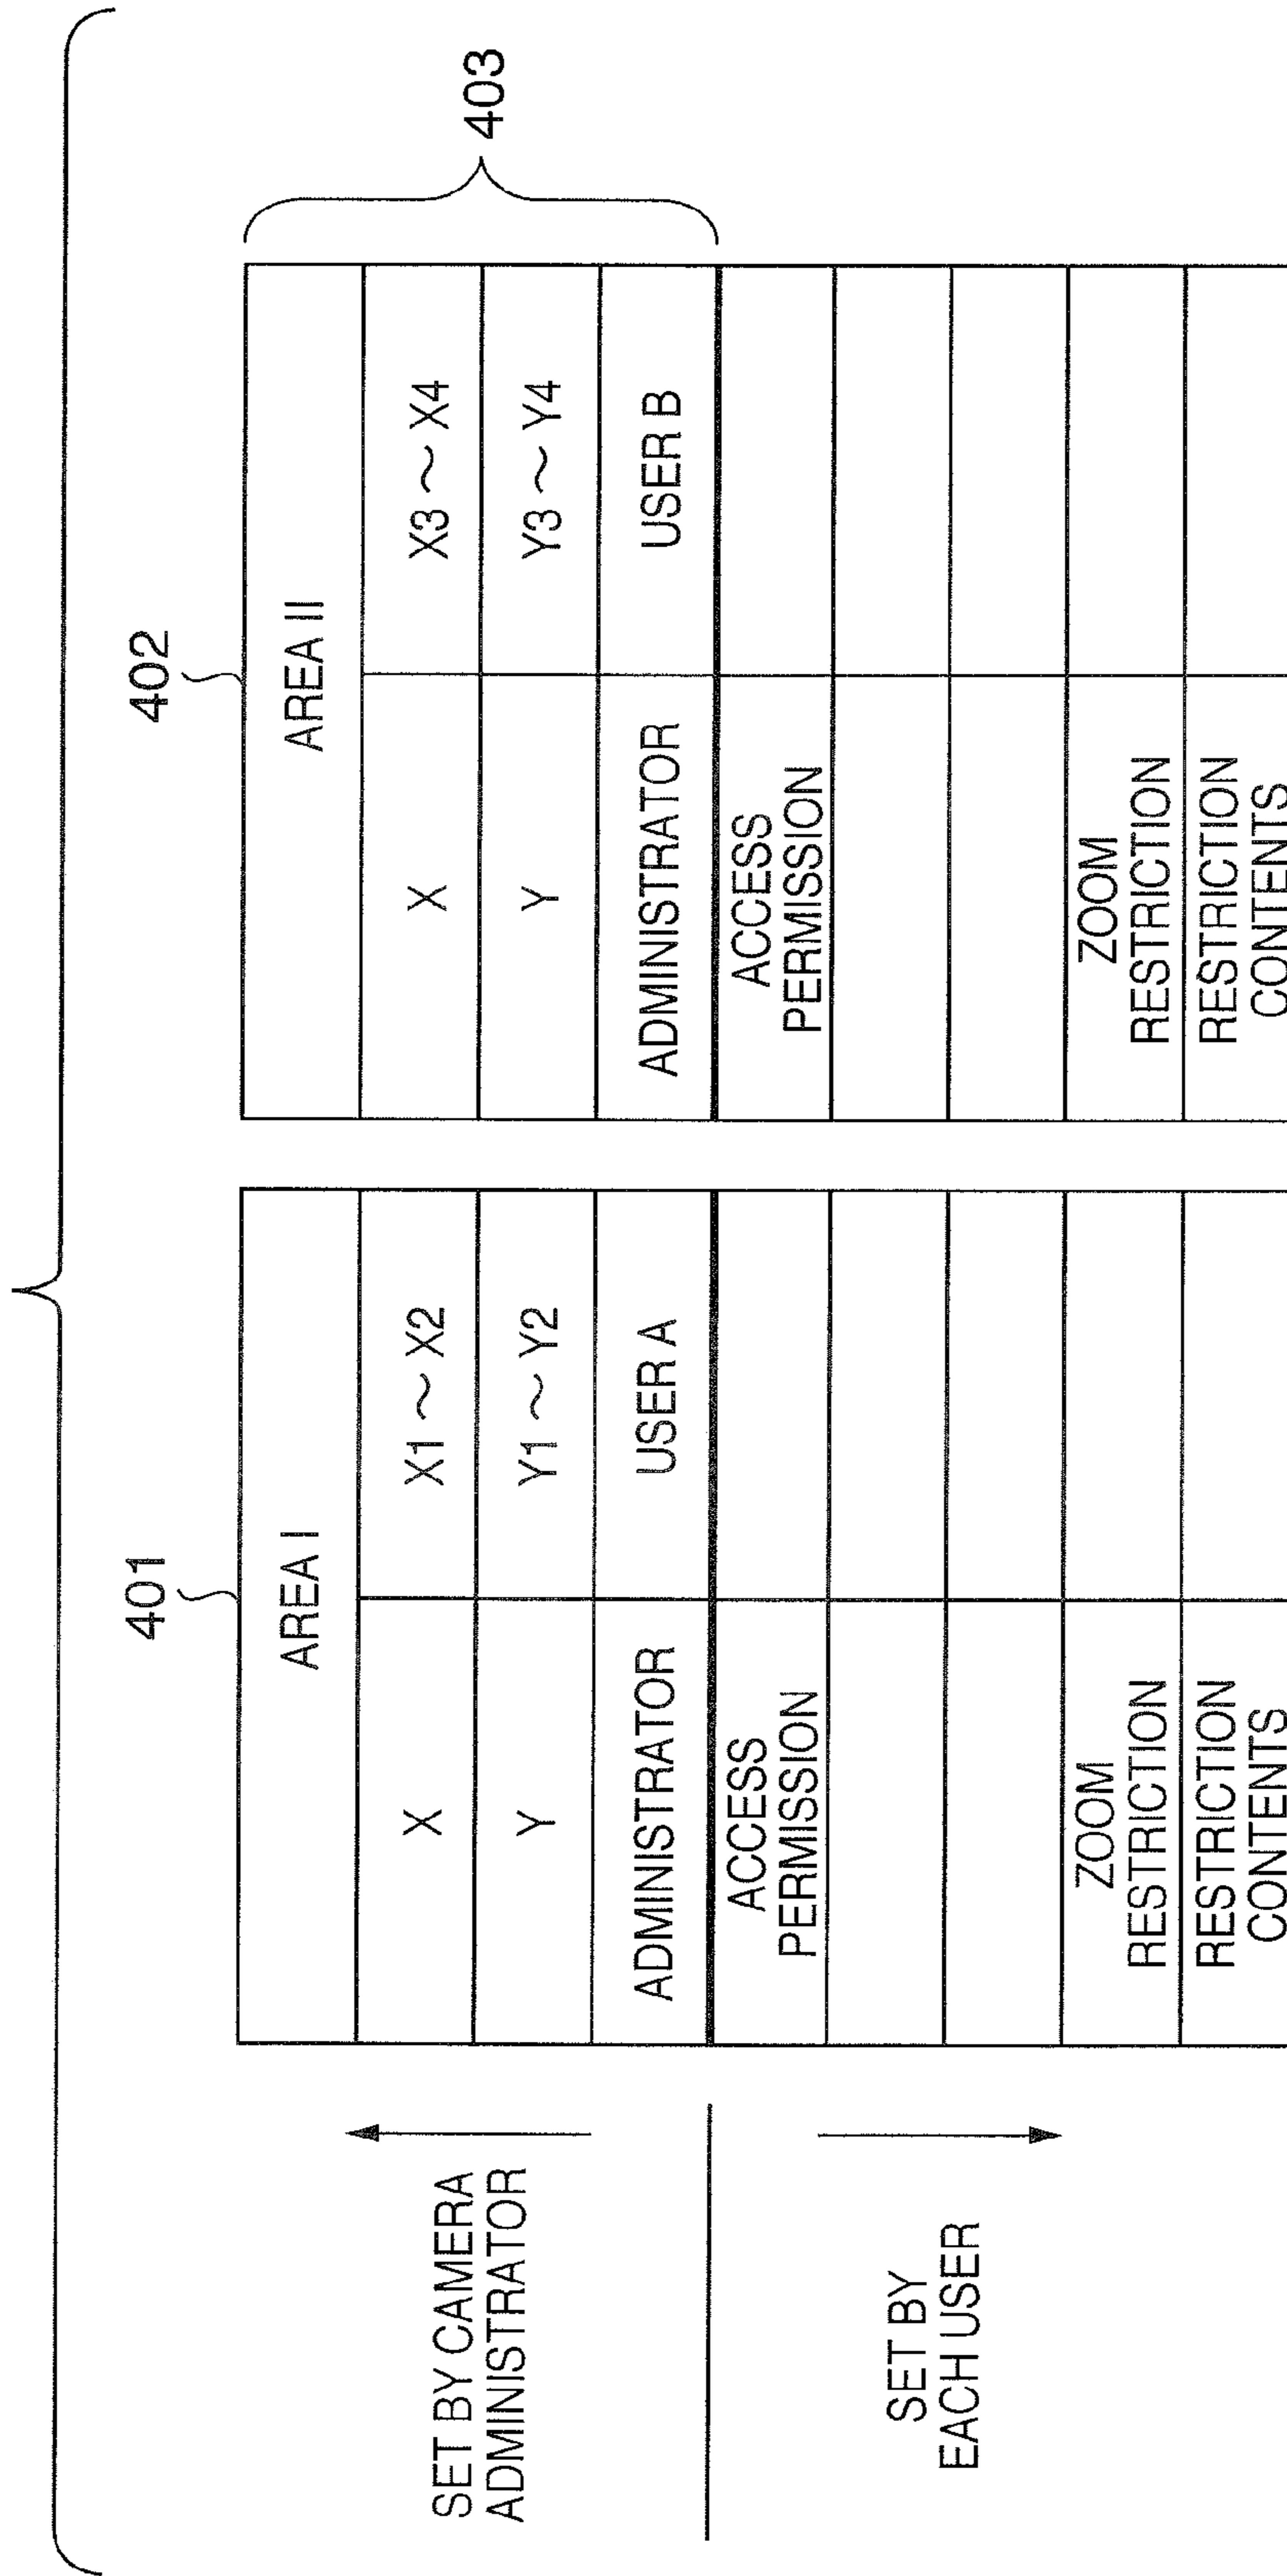 401
402
403
AREA I
X
X1 ~ X2
Y
Y1 ~ Y2
ADMINISTRATOR
USER A
ACCESS
PERMISSION
ZOOM
RESTRICTION
RESTRICTION
CONTENTS
AREA II
X
X3 ~ X4
Y
Y3 ~ Y4
ADMINISTRATOR
USER B
ACCESS
PERMISSION
ZOOM
RESTRICTION
RESTRICTION
CONTENTS
SET BY CAMERA
ADMINISTRATOR
SET BY
EACH USER